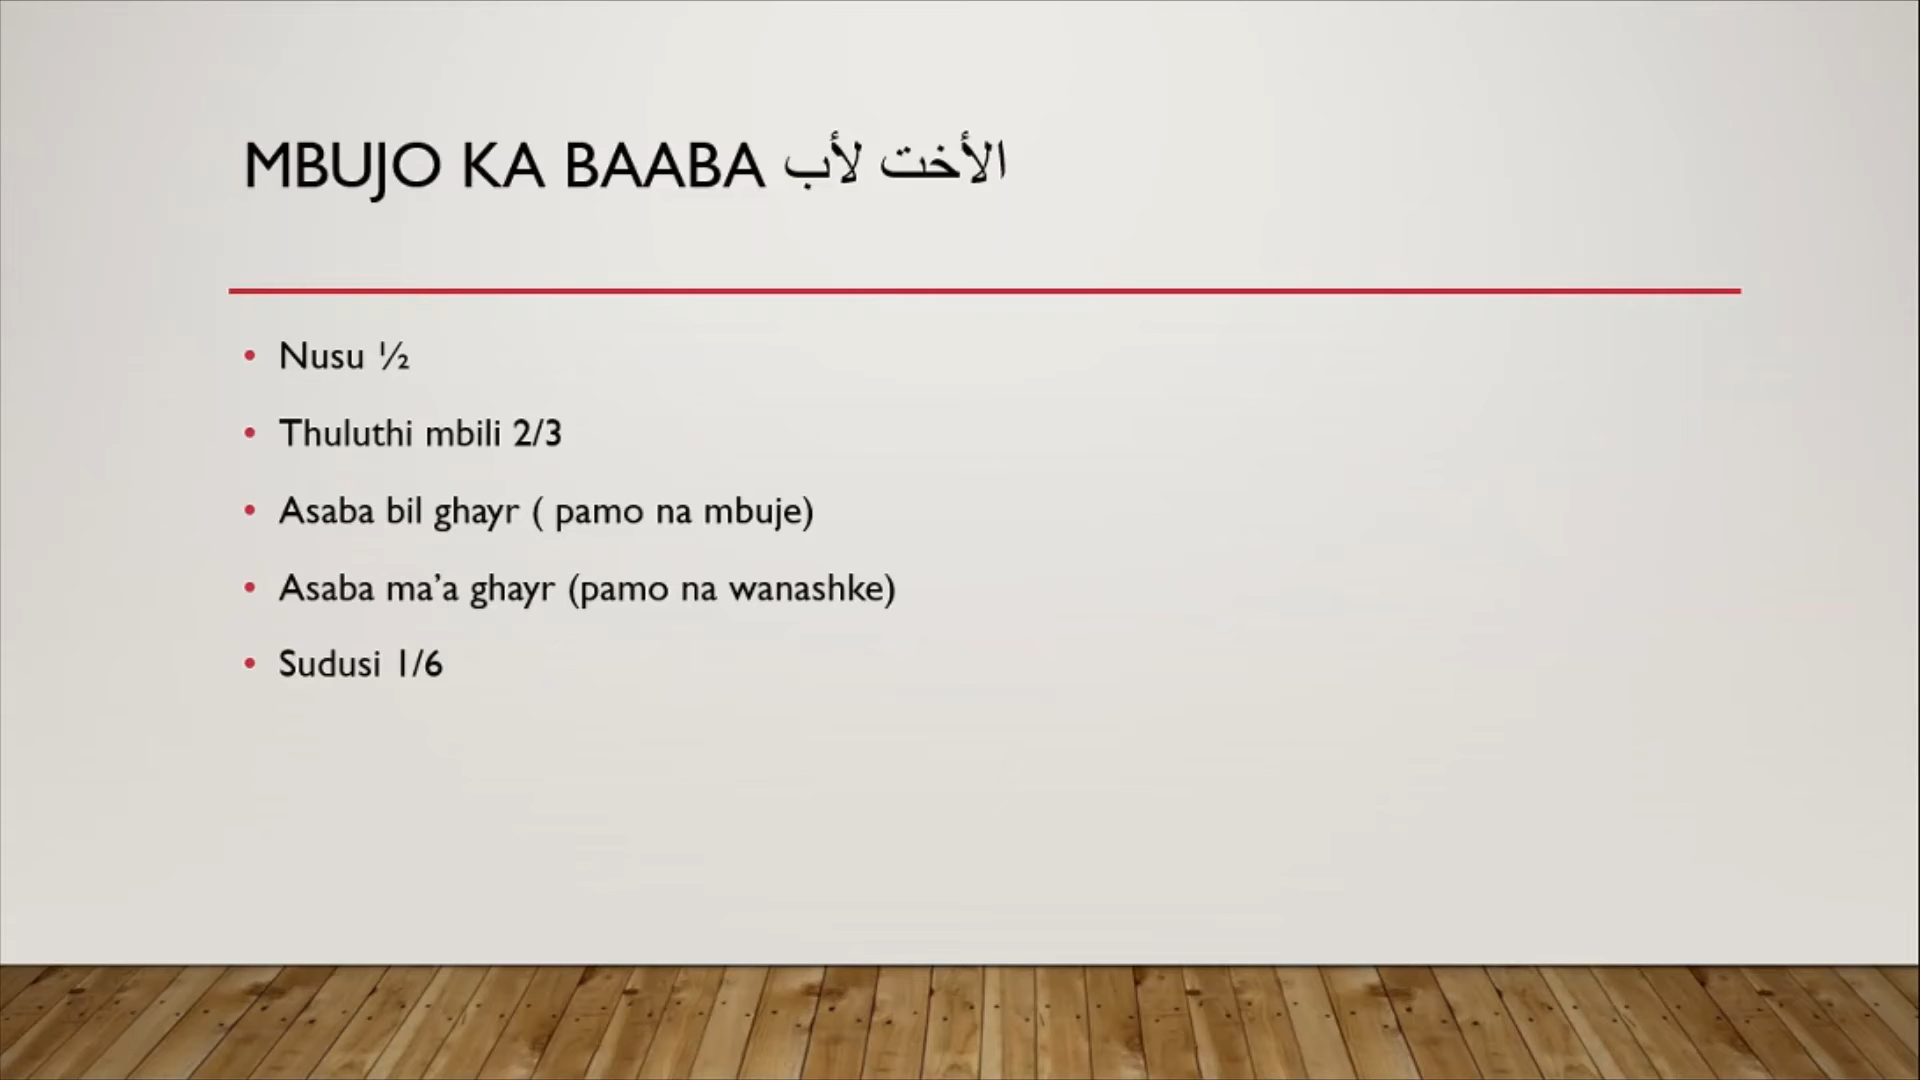 MBUJO KA BAABA الأخت لأب
• Nusu ½
• Thuluthi mbili 2/3
• Asaba bil ghayr ( pamo na mbuje)
• Asaba ma’a ghayr (pamo na wanashke)
• Sudusi 1/6